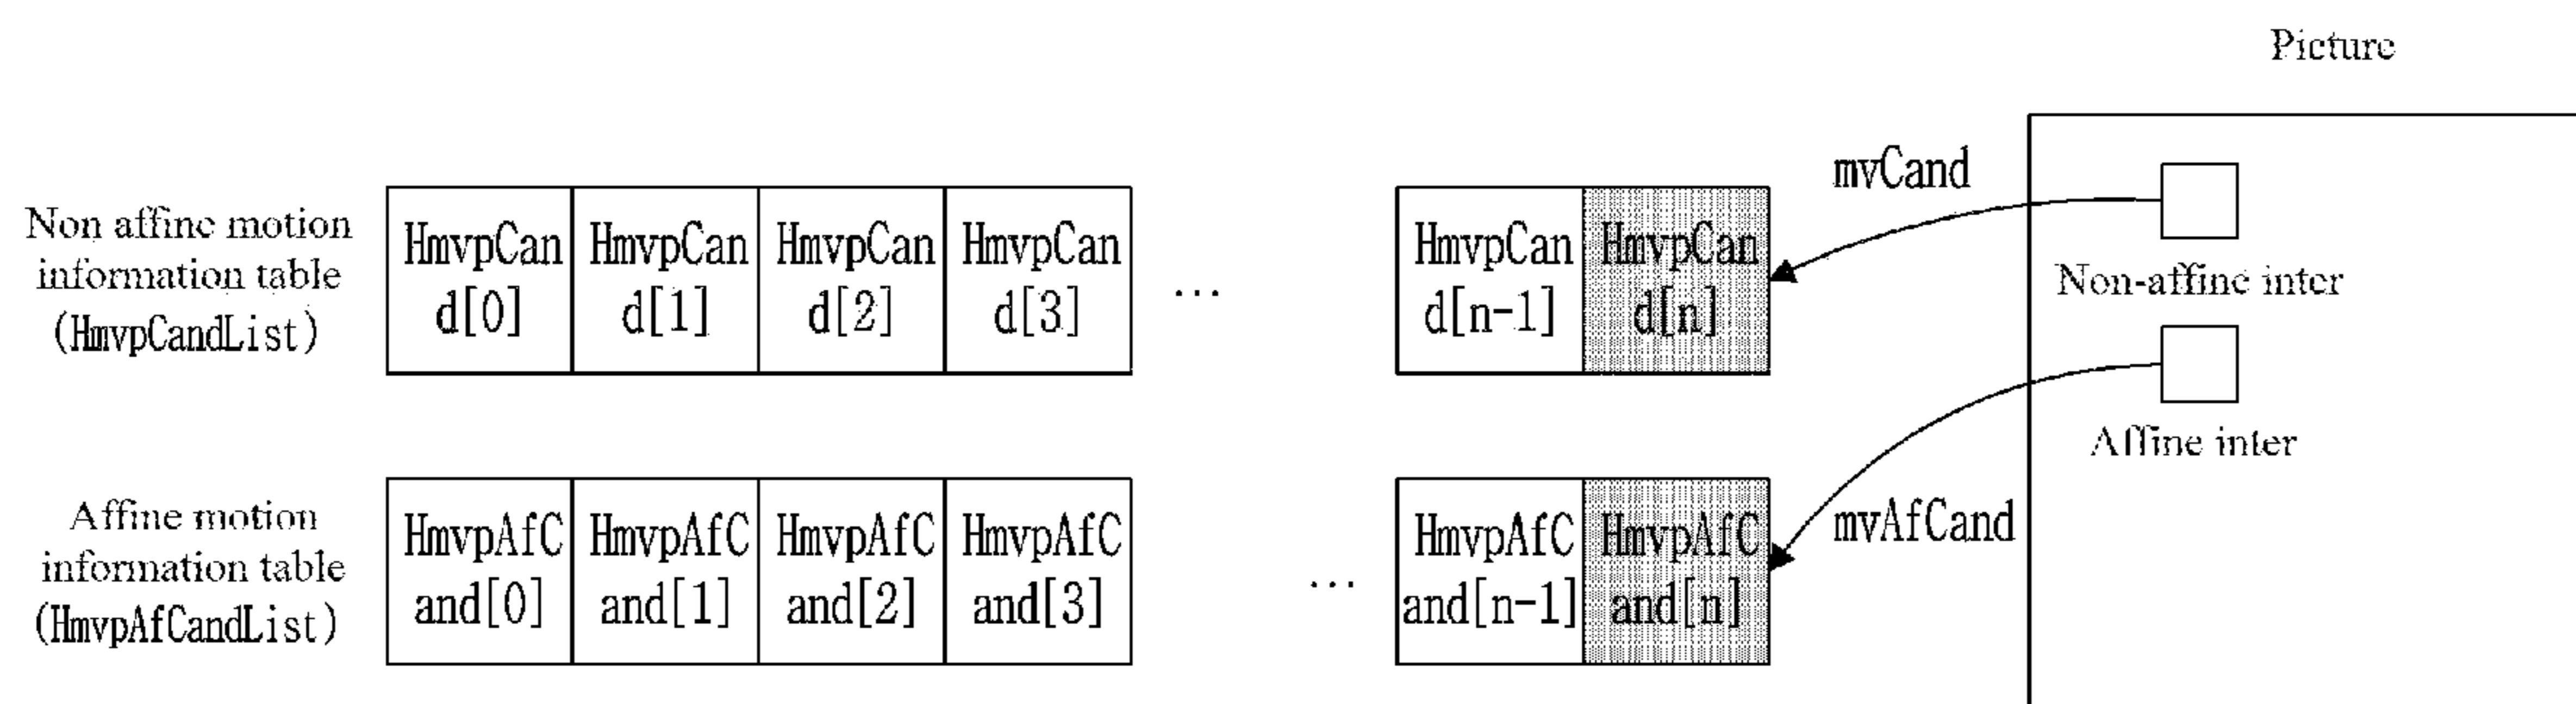 Picture
Non affine motion
information table
(HmvpCandList)
HmvpCan
d[0]
HmvpCan
d[1]
HmvpCan
d[2]
HmvpCan
d[3]
...
HmvpCan
d[n-1]
HmvpCan
d[n]
mvCand
Non-affine inter
Affine inter
Affine motion
information table
(HmvpAfCandList)
HmvpAfC
and[0]
HmvpAfC
and[1]
HmvpAfC
and[2]
HmvpAfC
and[3]
...
HmvpAfC
and[n-1]
HmvpAfC
and[n]
mvAfCand